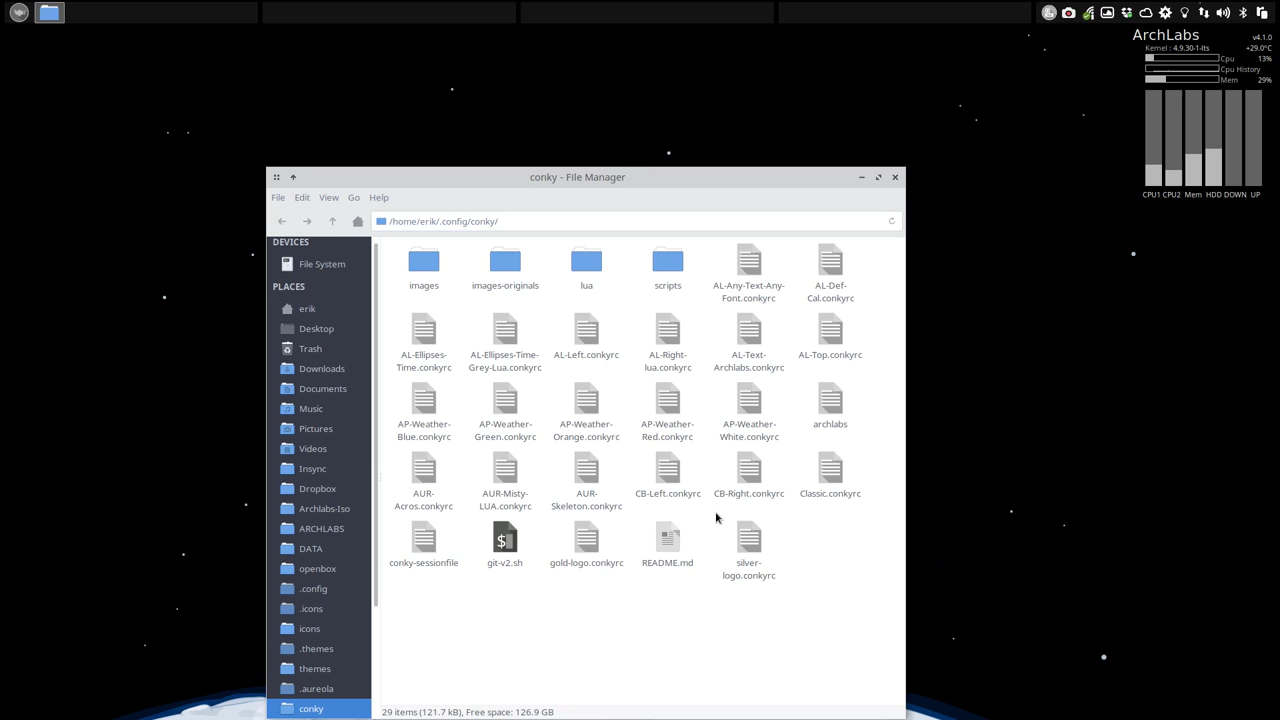 ArchLabs
v4.1.0
Kernel : 4.9.30-1-lts +29.0°C
Cpu 13%
Cpu History
Mem 29%
CPU1 CPU2 Mem HDD DOWN UP
conky - File Manager
File Edit View Go Help
/home/erik/.config/conky/
DEVICES
File System
PLACES
erik
Desktop
Trash
Downloads
Documents
Music
Pictures
Videos
Insync
Dropbox
Archlabs-Iso
ARCHLABS
DATA
openbox
.config
.icons
icons
.themes
themes
.aureola
conky
images images-originals lua scripts AL-Any-Text-Any- AL-Def-
Font.conkyrc Cal.conkyrc
AL-Ellipses- AL-Ellipses-Time- AL-Left.conkyrc AL-Right- AL-Text- AL-Top.conkyrc
Time.conkyrc Grey-Lua.conkyrc lua.conkyrc Archlabs.conkyrc
AP-Weather- AP-Weather- AP-Weather- AP-Weather- AP-Weather- archlabs
Blue.conkyrc Green.conkyrc Orange.conkyrc Red.conkyrc White.conkyrc
AUR- AUR-Misty- AUR- CB-Left.conkyrc CB-Right.conkyrc Classic.conkyrc
Acros.conkyrc LUA.conkyrc Skeleton.conkyrc
conky-sessionfile git-v2.sh gold-logo.conkyrc README.md silver-
logo.conkyrc
29 items (121.7 kB), Free space: 126.9 GB